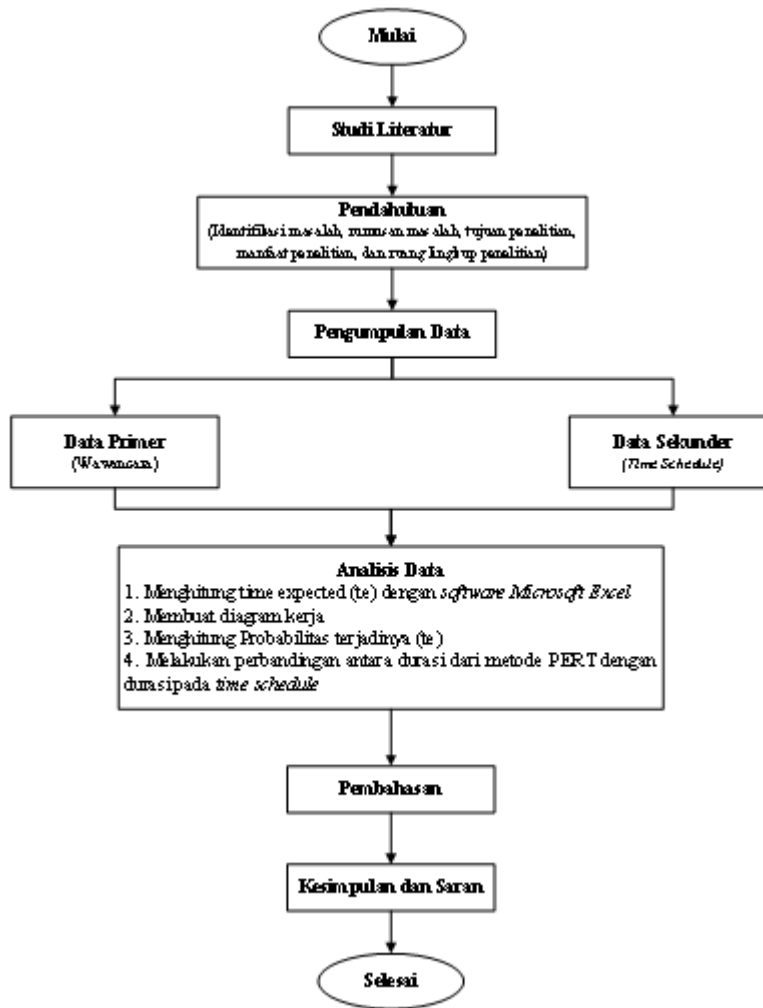 Mulai
Studi Literatur
Pendahuluan
(Identifikasi masalah, rumusan masalah, tujuan penelitian,
manfaat penelitian, dan ruang lingkup penelitian)
Pengumpulan Data
Data Primer
(Wawancara)
Data Sekunder
(Time Schedule)
Analisis Data
1. Menghitung time expected (te) dengan software Microsoft Excel
2. Membuat diagram kerja
3. Menghitung Probabilitas terjadinya (te)
4. Melakukan perbandingan antara durasi dari metode PERT dengan
durasi pada time schedule
Pembahasan
Kesimpulan dan Saran
Selesai